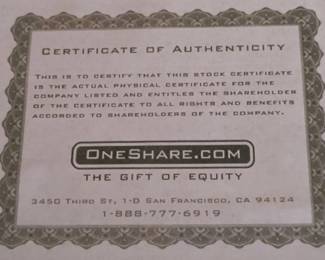 CERTIFICATE OF AUTHENTICITY
THIS IS TO CERTIFY THAT THIS STOCK CERTIFICATE
IS THE ACTUAL PHYSICAL CERTIFICATE FOR THE
COMPANY LISTED AND ENTITLES THE SHAREHOLDER
OF THE CERTIFICATE TO ALL RIGHTS AND BENEFITS
ACCORDED TO SHAREHOLDERS OF THE COMPANY.
ONESHARE.COM
THE GIFT OF EQUITY
3450 THIRD ST, 1-D SAN FRANCISCO, CA 94124
1-888-777-6919